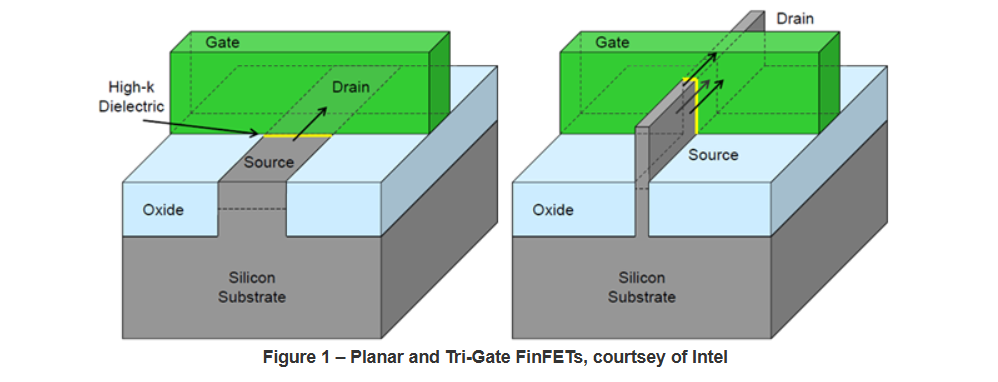 Gate
High-k
Dielectric
Drain
Source
Oxide
Silicon
Substrate
Drain
Gate
Source
Oxide
Silicon
Substrate
Figure 1 – Planar and Tri-Gate FinFETs, courtsey of Intel